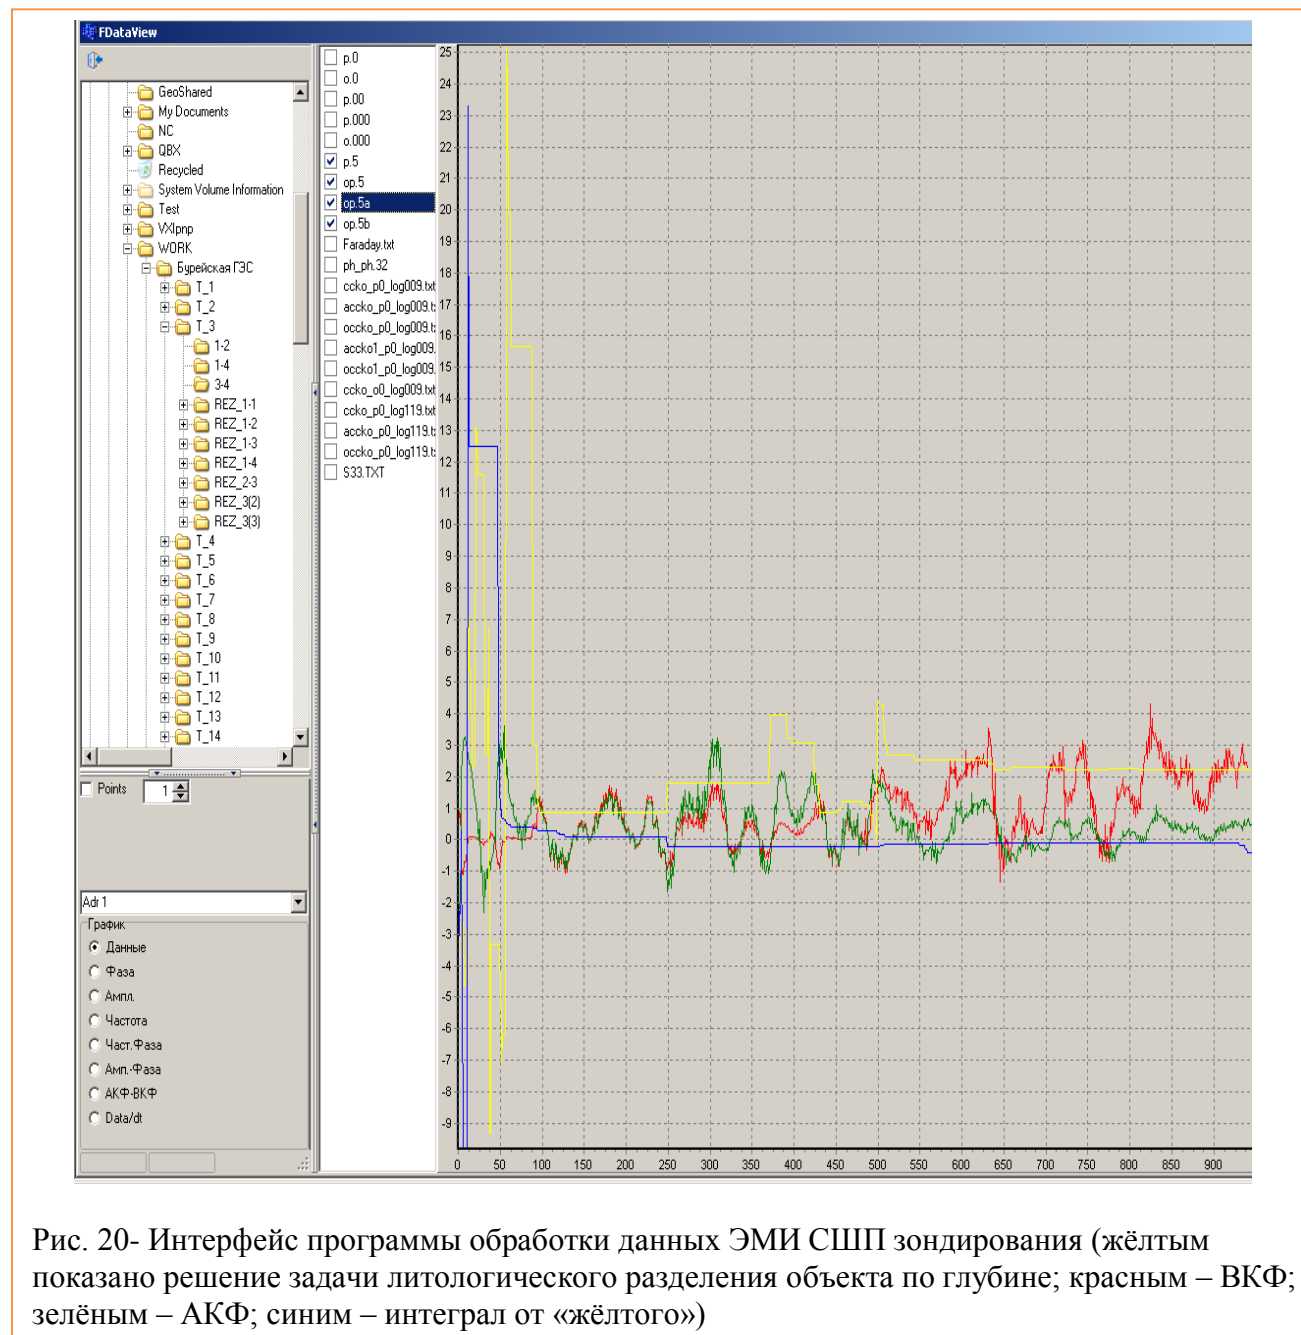 FDataView
GeoShared
My Documents
NC
QBX
Recycled
System Volume Information
Test
VXIpnp
WORK
Бурейская ГЭС
T_1
T_2
T_3
1-2
1-4
3-4
REZ_1-1
REZ_1-2
REZ_1-3
REZ_1-4
REZ_2-3
REZ_3(2)
REZ_3(3)
T_4
T_5
T_6
T_7
T_8
T_9
T_10
T_11
T_12
T_13
T_14
Points 1
Adr 1
График
Данные
Фаза
Ампл.
Частота
Част.Фаза
Амп.-Фаза
АКФ-ВКФ
Data/dt
p.0
o.0
p.00
p.000
o.000
p.5
op.5
op.5a
op.5b
Faraday.txt
ph_ph.32
ccko_p0_log009.txt
accko_p0_log009.t
occko_p0_log009.t
accko1_p0_log009.
occko1_p0_log009.
ccko_o0_log009.txt
ccko_p0_log119.txt
accko_p0_log119.t
occko_p0_log119.t
S33.TXT
25
24
23
22
21
20
19
18
17
16
15
14
13
12
11
10
9
8
7
6
5
4
3
2
1
0
-1
-2
-3
-4
-5
-6
-7
-8
-9
0 50 100 150 200 250 300 350 400 450 500 550 600 650 700 750 800 850 900
Рис. 20- Интерфейс программы обработки данных ЭМИ СШП зондирования (жёлтым
показано решение задачи литологического разделения объекта по глубине; красным – ВКФ;
зелёным – АКФ; синим – интеграл от «жёлтого»)